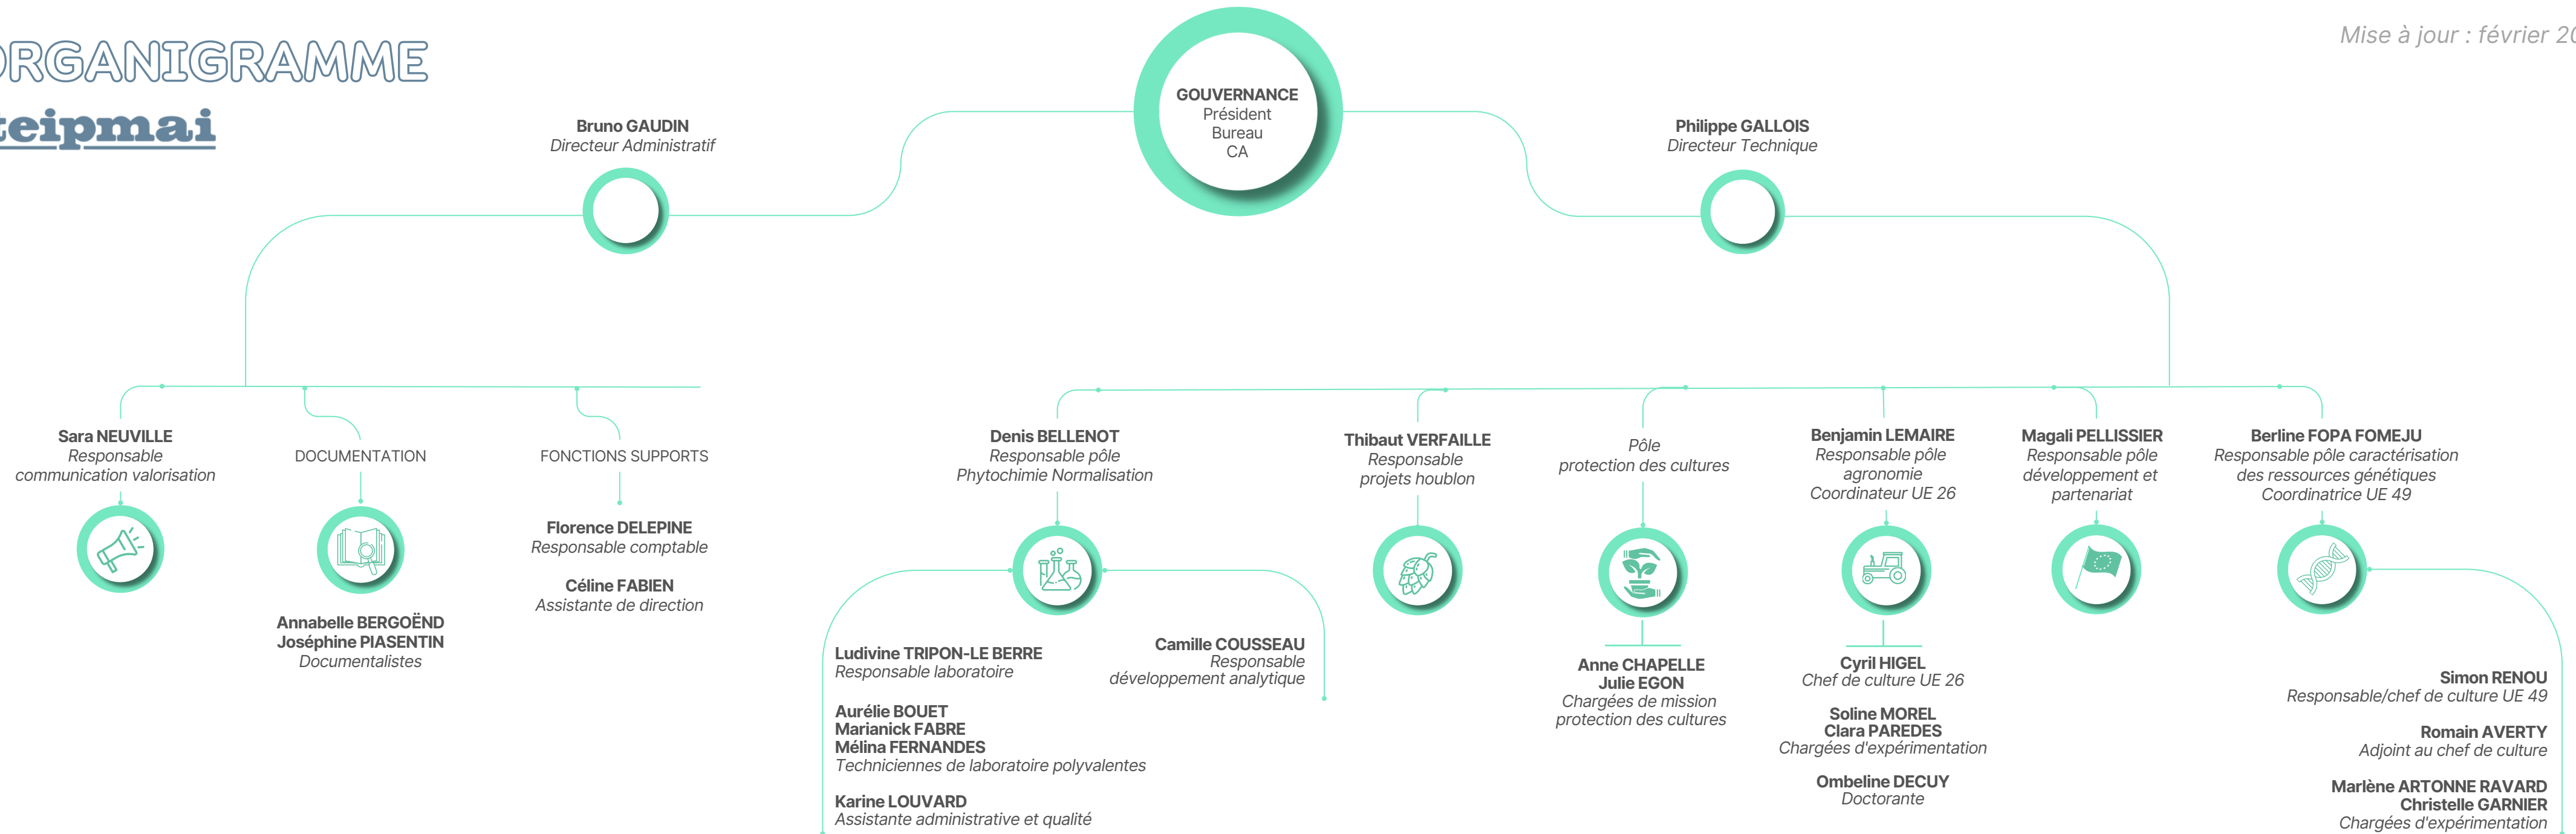 ORGANIGRAMME
teipmai
Mise à jour : février 20
GOUVERNANCE
Président
Bureau
CA
Bruno GAUDIN
Directeur Administratif
Philippe GALLOIS
Directeur Technique
Sara NEUVILLE
Responsable
communication valorisation
DOCUMENTATION
Annabelle BERGOËND
Joséphine PIASENTIN
Documentalistes
FONCTIONS SUPPORTS
Florence DELEPINE
Responsable comptable
Céline FABIEN
Assistante de direction
Denis BELLENOT
Responsable pôle
Phytochimie Normalisation
Ludivine TRIPON-LE BERRE
Responsable laboratoire
Aurélie BOUET
Marianick FABRE
Mélina FERNANDES
Techniciennes de laboratoire polyvalentes
Karine LOUVARD
Assistante administrative et qualité
Camille COUSSEAU
Responsable
développement analytique
Thibaut VERFAILLE
Responsable
projets houblon
Pôle
protection des cultures
Anne CHAPELLE
Julie EGON
Chargées de mission
protection des cultures
Benjamin LEMAIRE
Responsable pôle
agronomie
Coordinateur UE 26
Cyril HIGEL
Chef de culture UE 26
Soline MOREL
Clara PAREDES
Chargées d'expérimentation
Ombeline DECUY
Doctorante
Magali PELLISSIER
Responsable pôle
développement et
partenariat
Berline FOPA FOMEJU
Responsable pôle caractérisation
des ressources génétiques
Coordinatrice UE 49
Simon RENOU
Responsable/chef de culture UE 49
Romain AVERTY
Adjoint au chef de culture
Marlène ARTONNE RAVARD
Christelle GARNIER
Chargées d'expérimentation